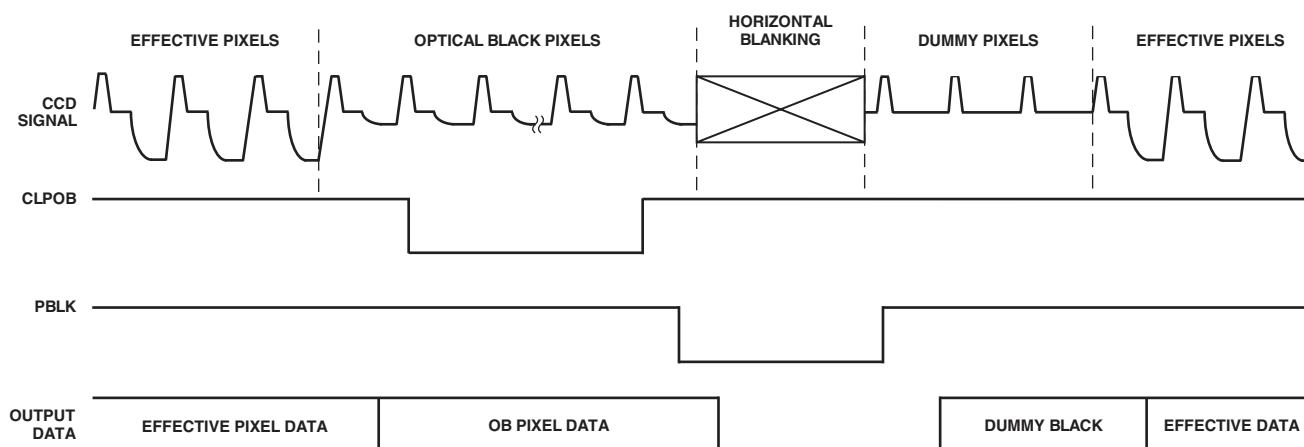 HORIZONTAL
BLANKING
EFFECTIVE PIXELS
OPTICAL BLACK PIXELS
DUMMY PIXELS
EFFECTIVE PIXELS
CCD
SIGNAL
CLPOB
PBLK
OUTPUT
DATA
EFFECTIVE PIXEL DATA
OB PIXEL DATA
DUMMY BLACK
EFFECTIVE DATA